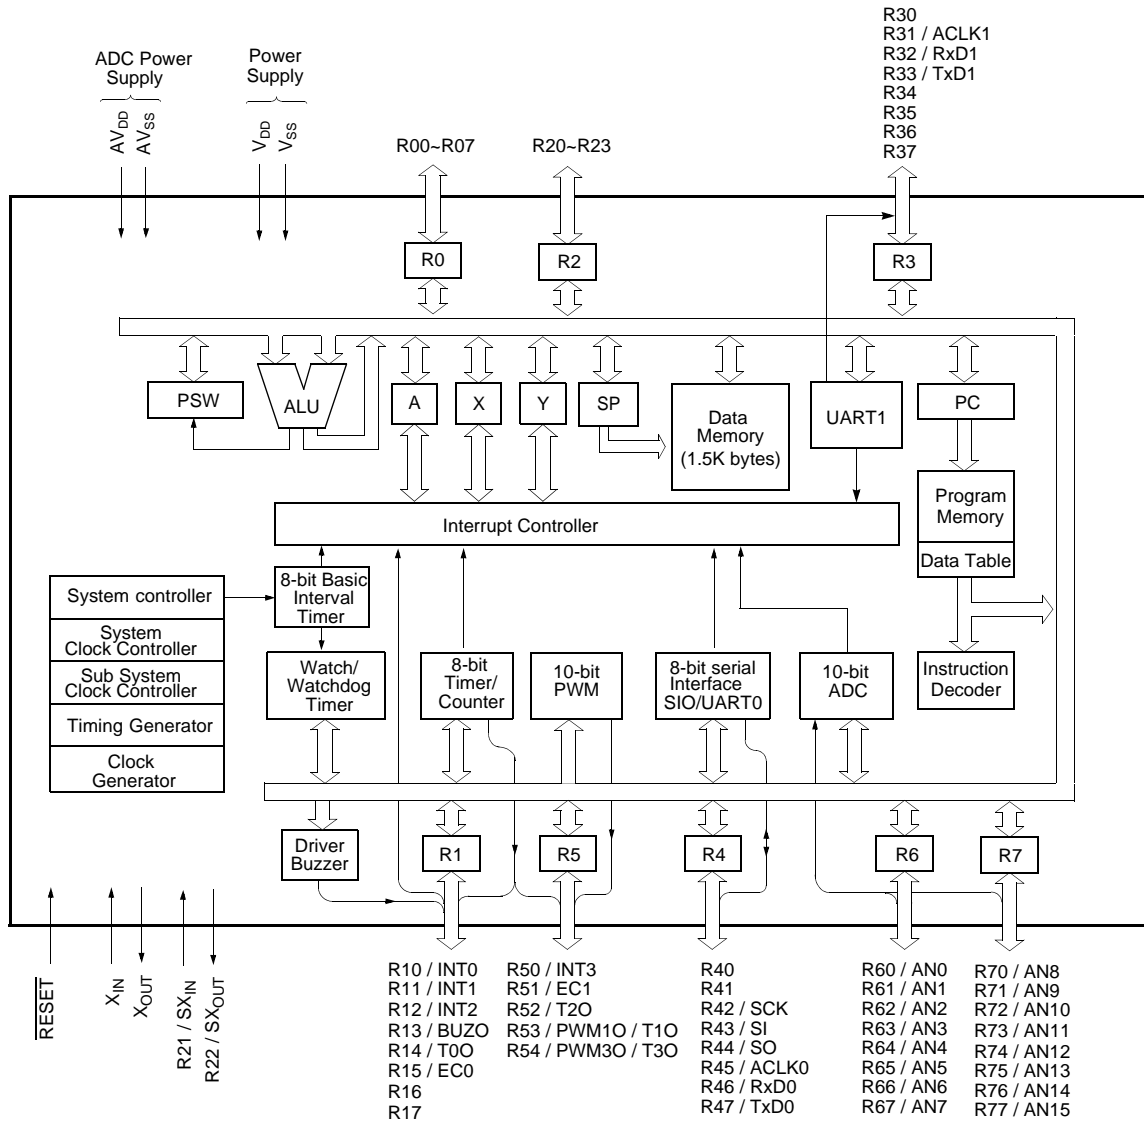 R30
R31 / ACLK1
R32 / RxD1
R33 / TxD1
R34
R35
R36
R37
ADC Power
Supply
Power
Supply
AVDD
AVSS
VDD
VSS
R00~R07
R20~R23
R0
R2
R3
PSW
ALU
A
X
Y
SP
Data
Memory
(1.5K bytes)
UART1
PC
Program
Memory
Data Table
Interrupt Controller
System controller
System
Clock Controller
Sub System
Clock Controller
Timing Generator
Clock
Generator
8-bit Basic
Interval
Timer
Watch/
Watchdog
Timer
8-bit
Timer/
Counter
10-bit
PWM
8-bit serial
Interface
SIO/UART0
10-bit
ADC
Instruction
Decoder
Driver
Buzzer
R1
R5
R4
R6
R7
RESET
XIN
XOUT
R21 / SXIN
R22 / SXOUT
R10 / INT0
R11 / INT1
R12 / INT2
R13 / BUZO
R14 / T0O
R15 / EC0
R16
R17
R50 / INT3
R51 / EC1
R52 / T2O
R53 / PWM1O / T1O
R54 / PWM3O / T3O
R40
R41
R42 / SCK
R43 / SI
R44 / SO
R45 / ACLK0
R46 / RxD0
R47 / TxD0
R60 / AN0
R61 / AN1
R62 / AN2
R63 / AN3
R64 / AN4
R65 / AN5
R66 / AN6
R67 / AN7
R70 / AN8
R71 / AN9
R72 / AN10
R73 / AN11
R74 / AN12
R75 / AN13
R76 / AN14
R77 / AN15